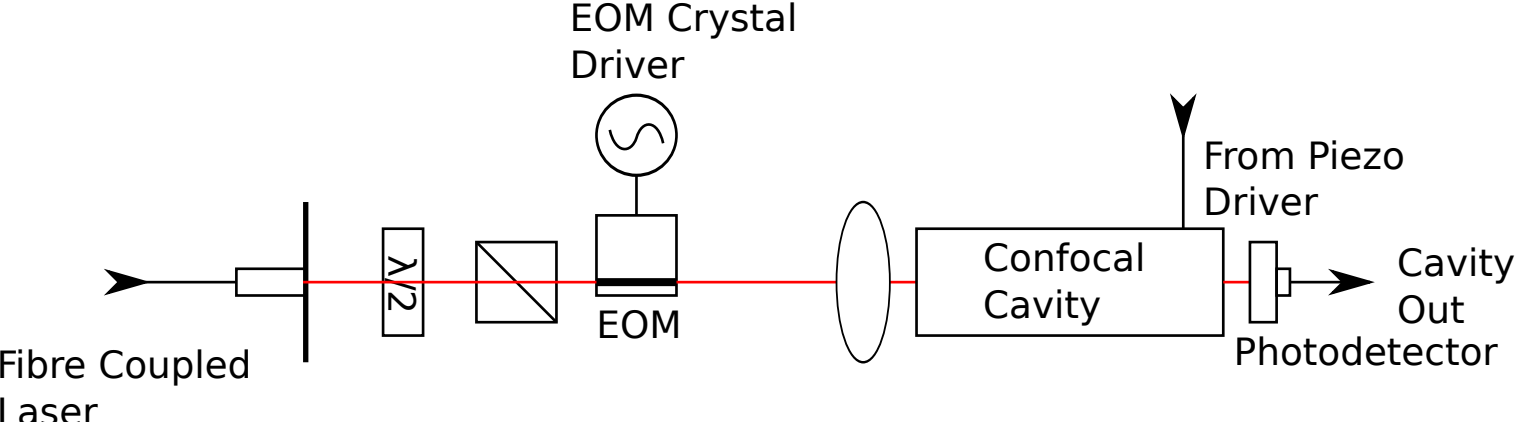 EOM Crystal
Driver
From Piezo
Driver
λ/2
Confocal
Cavity
Cavity
Out
EOM
Photodetector
Fibre Coupled
Laser